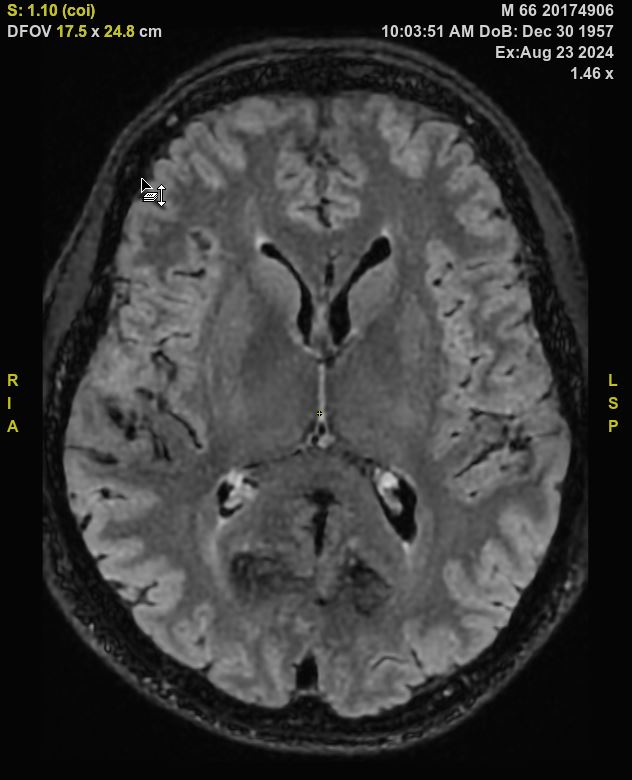 S: 1.10 (coi)
DFOV 17.5 x 24.8 cm
M 66 20174906
10:03:51 AM DoB: Dec 30 1957
Ex:Aug 23 2024
1.46 x
R
I
A
L
S
P